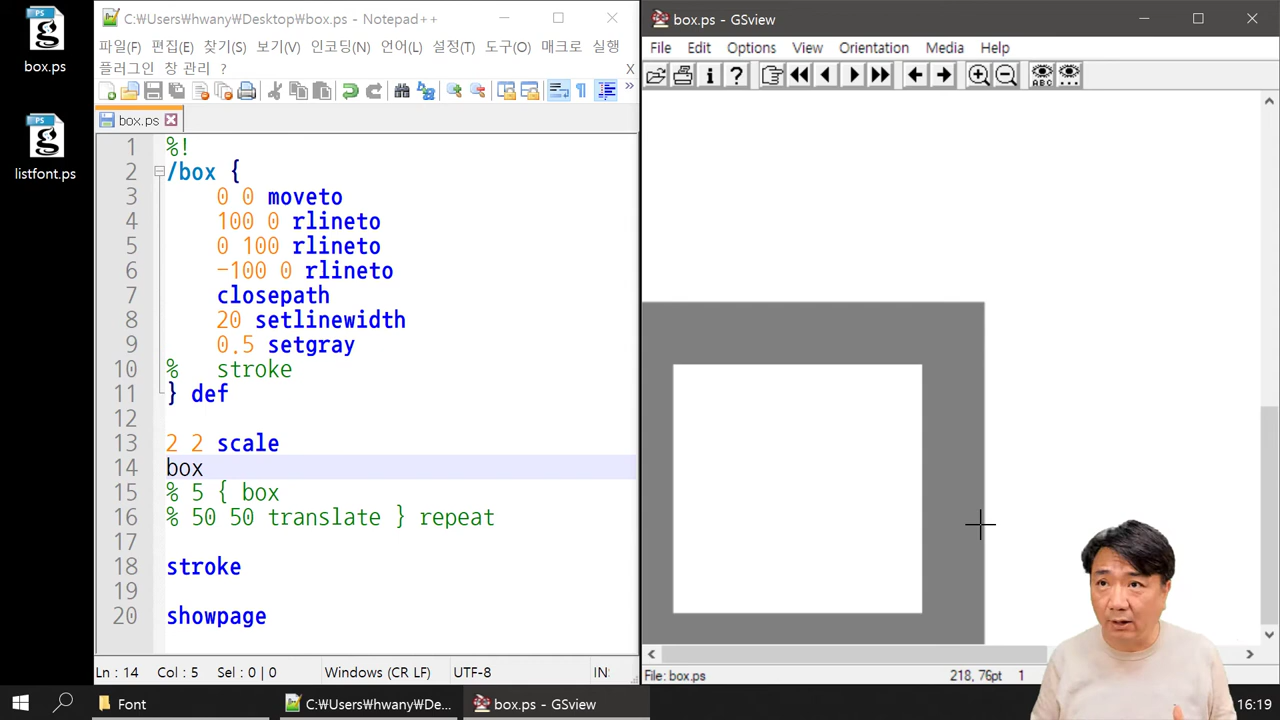 box.ps
listfont.ps
C:₩Users₩hwany₩Desktop₩box.ps - Notepad++
파일(F) 편집(E) 찾기(S) 보기(V) 인코딩(N) 언어(L) 설정(T) 도구(O) 매크로 실행
플러그인 창 관리 ? X
box.ps
1 %!
2 /box {
3 0 0 moveto
4 100 0 rlineto
5 0 100 rlineto
6 -100 0 rlineto
7 closepath
8 20 setlinewidth
9 0.5 setgray
10 % stroke
11 } def
12
13 2 2 scale
14 box
15 % 5 { box
16 % 50 50 translate } repeat
17
18 stroke
19
20 showpage
Ln : 14 Col : 5 Sel : 0 | 0 Windows (CR LF) UTF-8 IN
box.ps - GSview
File Edit Options View Orientation Media Help
ABC
File: box.ps 218, 76pt 1
Font C:₩Users₩hwany₩De... box.ps - GSview 16:19